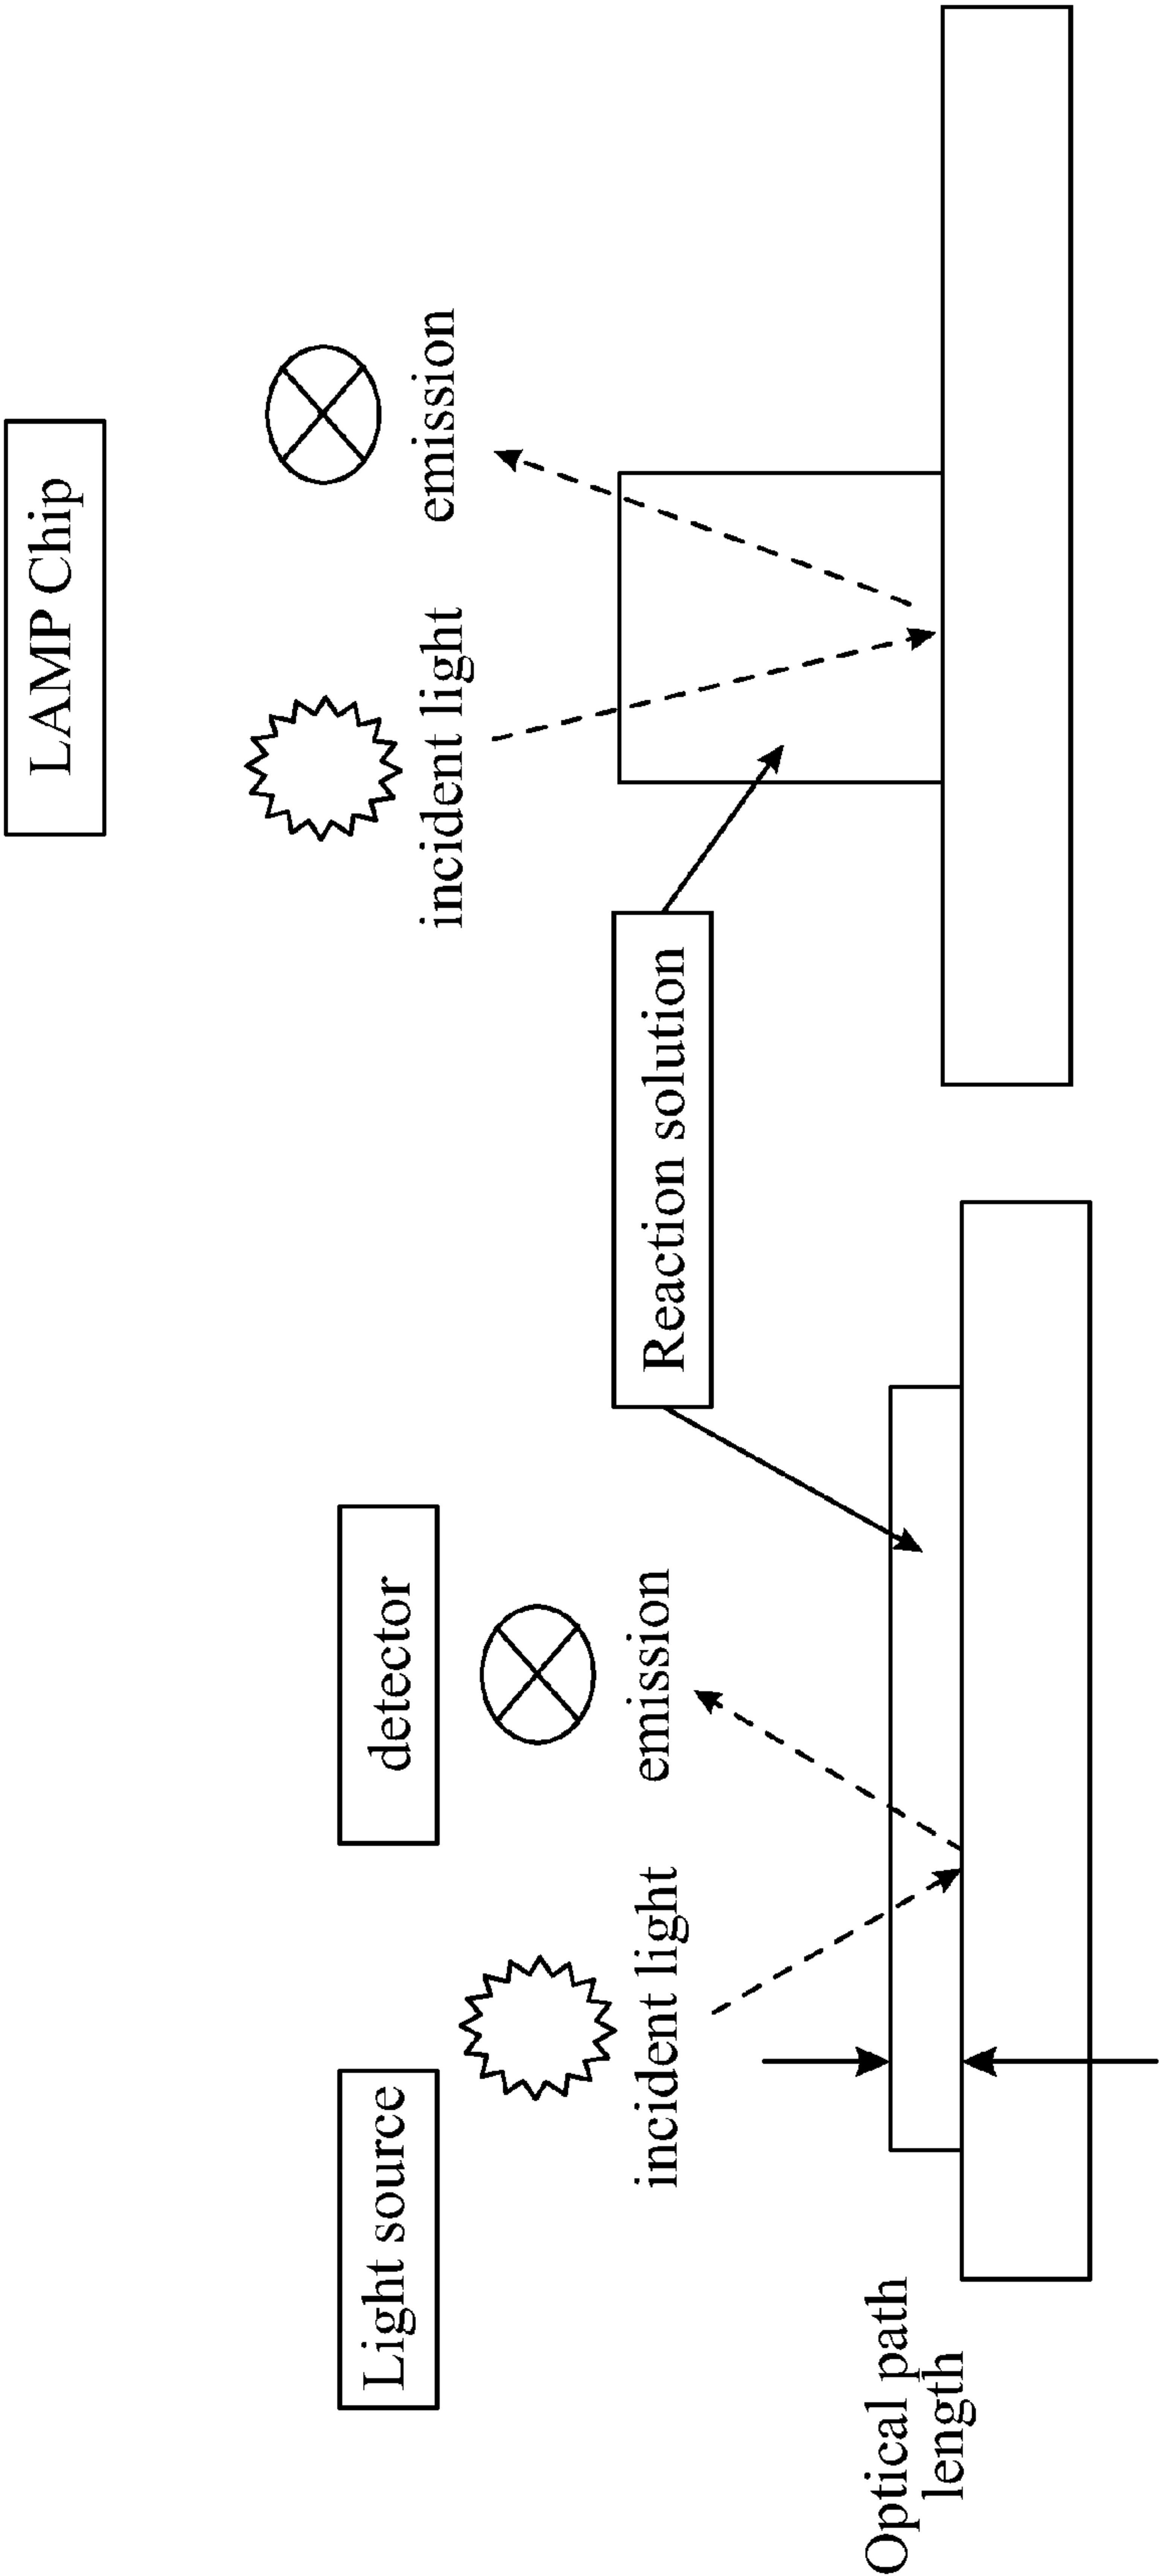 LAMP Chip
Light source
detector
incident light
emission
incident light
emission
Reaction solution
Optical path
length